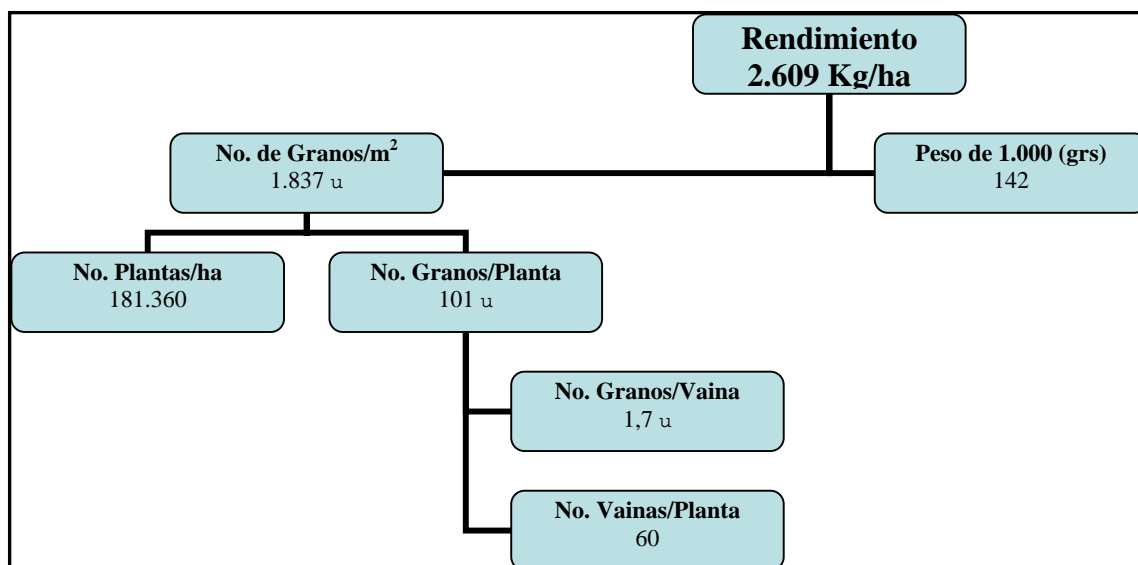 Rendimiento
2.609 Kg/ha
No. de Granos/m²
1.837 u
Peso de 1.000 (grs)
142
No. Plantas/ha
181.360
No. Granos/Planta
101 u
No. Granos/Vaina
1,7 u
No. Vainas/Planta
60